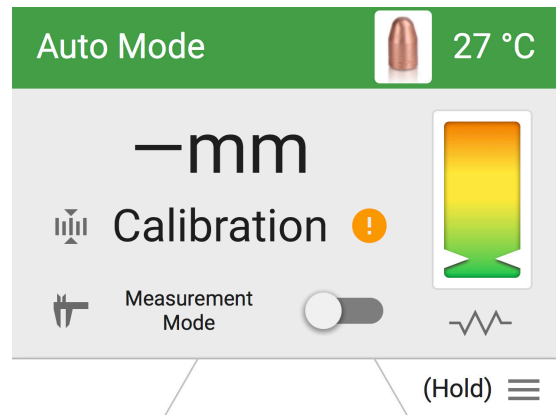 Auto Mode
27 °C
—mm
Calibration
Measurement
Mode
(Hold)